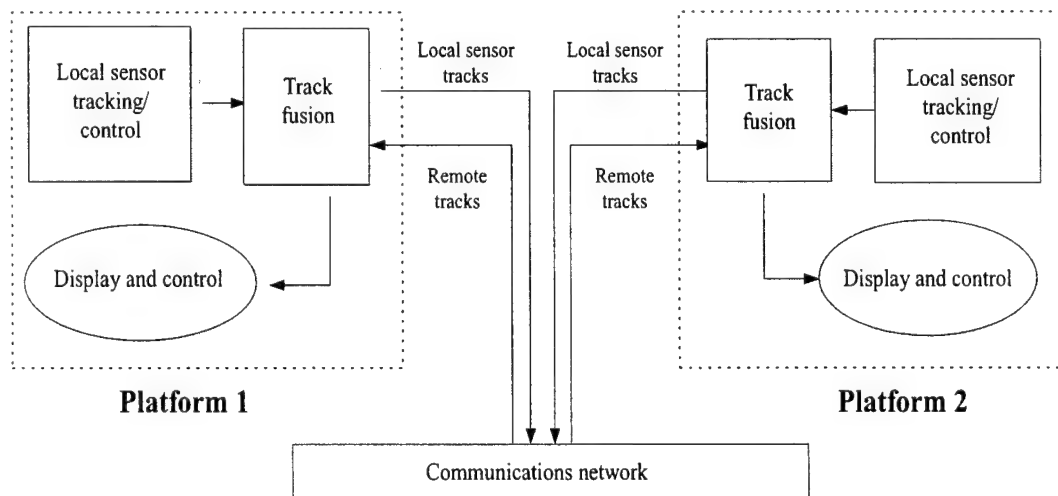 Local sensor
tracking/
control
Track
fusion
Local sensor
tracks
Remote
tracks
Display and control
Platform 1
Local sensor
tracks
Remote
tracks
Track
fusion
Local sensor
tracking/
control
Display and control
Platform 2
Communications network